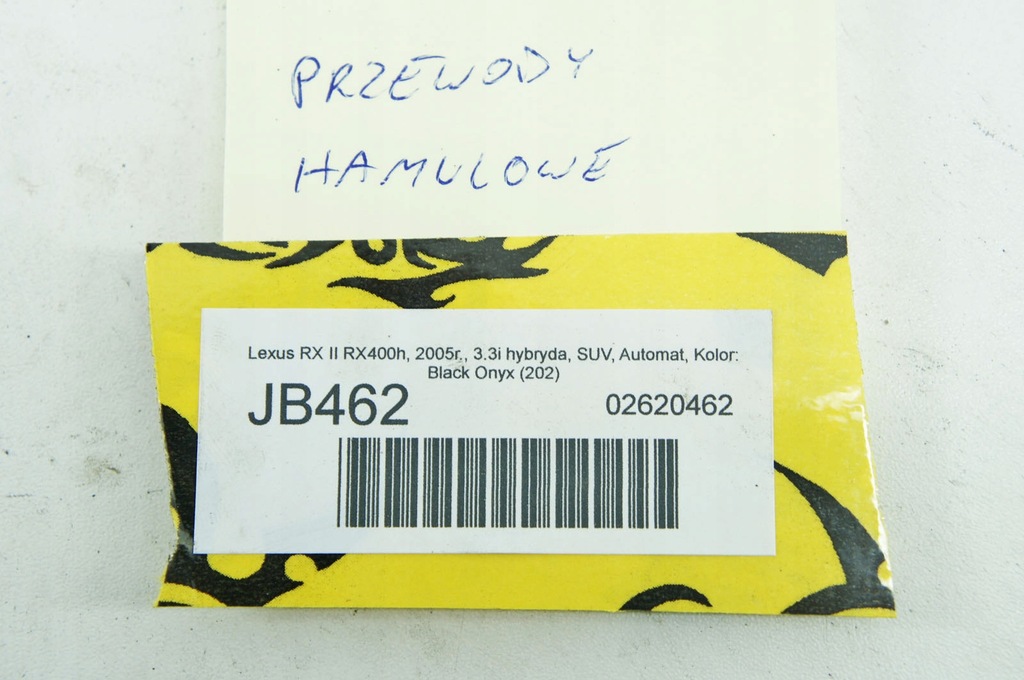 PRZEWODY
HAMULOWE
Lexus RX II RX400h, 2005r., 3.3i hybryda, SUV, Automat, Kolor:
Black Onyx (202)
JB462
02620462